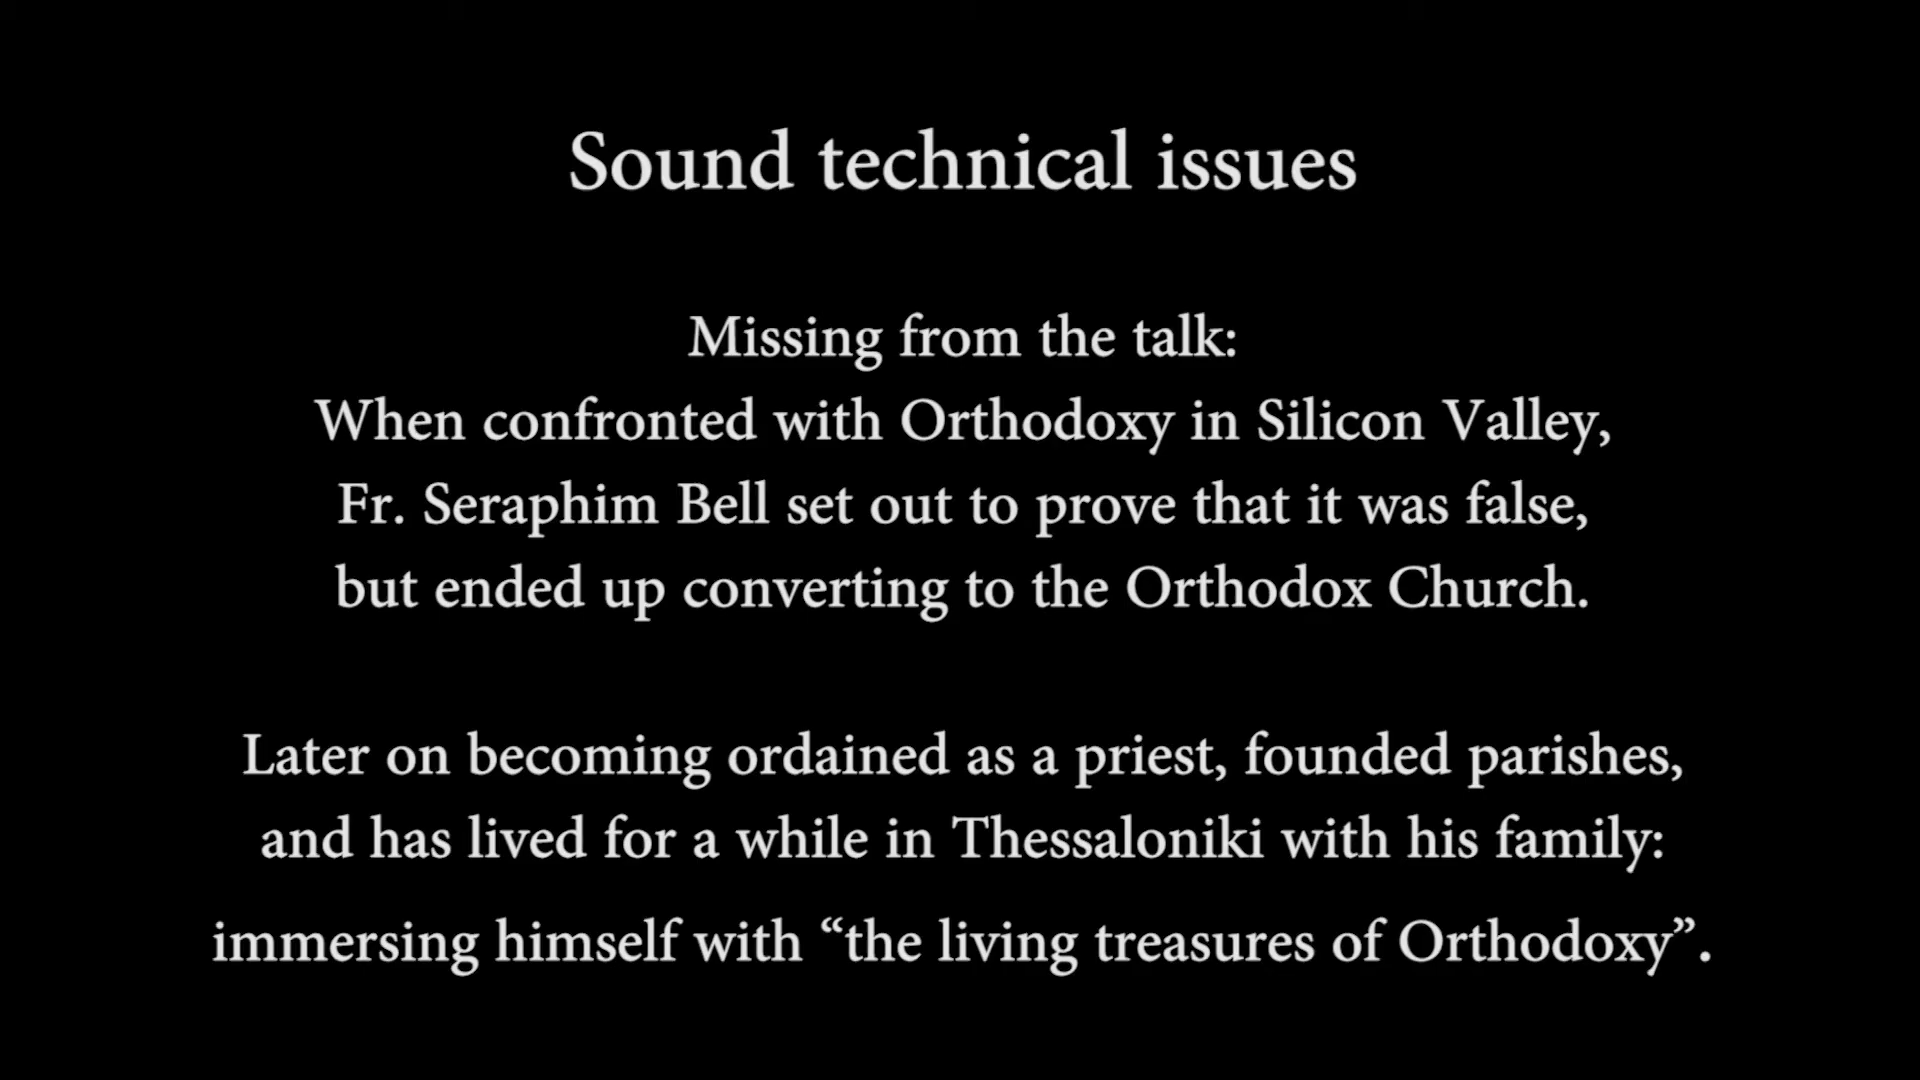 Sound technical issues
Missing from the talk:
When confronted with Orthodoxy in Silicon Valley,
Fr. Seraphim Bell set out to prove that it was false,
but ended up converting to the Orthodox Church.
Later on becoming ordained as a priest, founded parishes,
and has lived for a while in Thessaloniki with his family:
immersing himself with “the living treasures of Orthodoxy”.